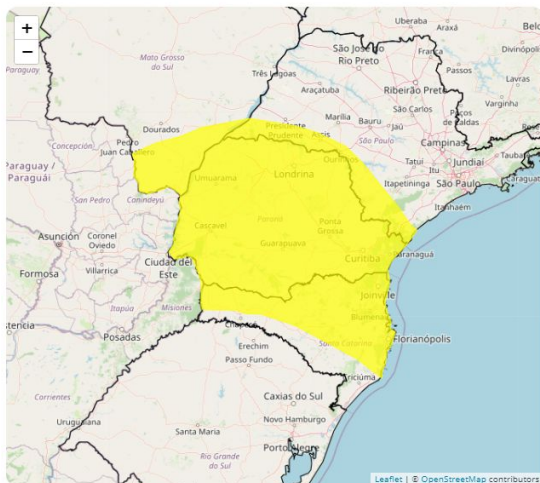 Uberaba
Araxá
+
−
Mato Grosso
do Sul
São José do
Rio Preto
Franca
Passos
Divinópoli
Paraguay
Três Lagoas
Araçatuba
Ribeirão Preto
Lavras
São Carlos
Varginha
Poços
de Caldas
Marília
Bauru
Jaú
Dourados
Presidente
Prudente
Assis
São Paulo
Campinas
Concepción
Pedro
Juan Caballero
Ourinhos
Tatuí
Jundiaí
Itu
Paraguay /
Paraguái
Umuarama
Londrina
Itapetininga
São Paulo
Itanhaém
San Pedro
Canindeyú
Paraná
Ponta
Grossa
Cascavel
Guarapuava
Asunción
Coronel
Oviedo
Ciudad del
Este
Curitiba
Paranaguá
Formosa
Villarrica
Joinville
Itapúa
Misiones
Blumenau
Posadas
Chapecó
Santa Catarina
Florianópolis
Erechim
Passo Fundo
Criciúma
Corrientes
Caxias do Sul
Novo Hamburgo
Santa Maria
Porto Alegre
Rio Grande
do Sul
Leaflet | © OpenStreetMap contributors